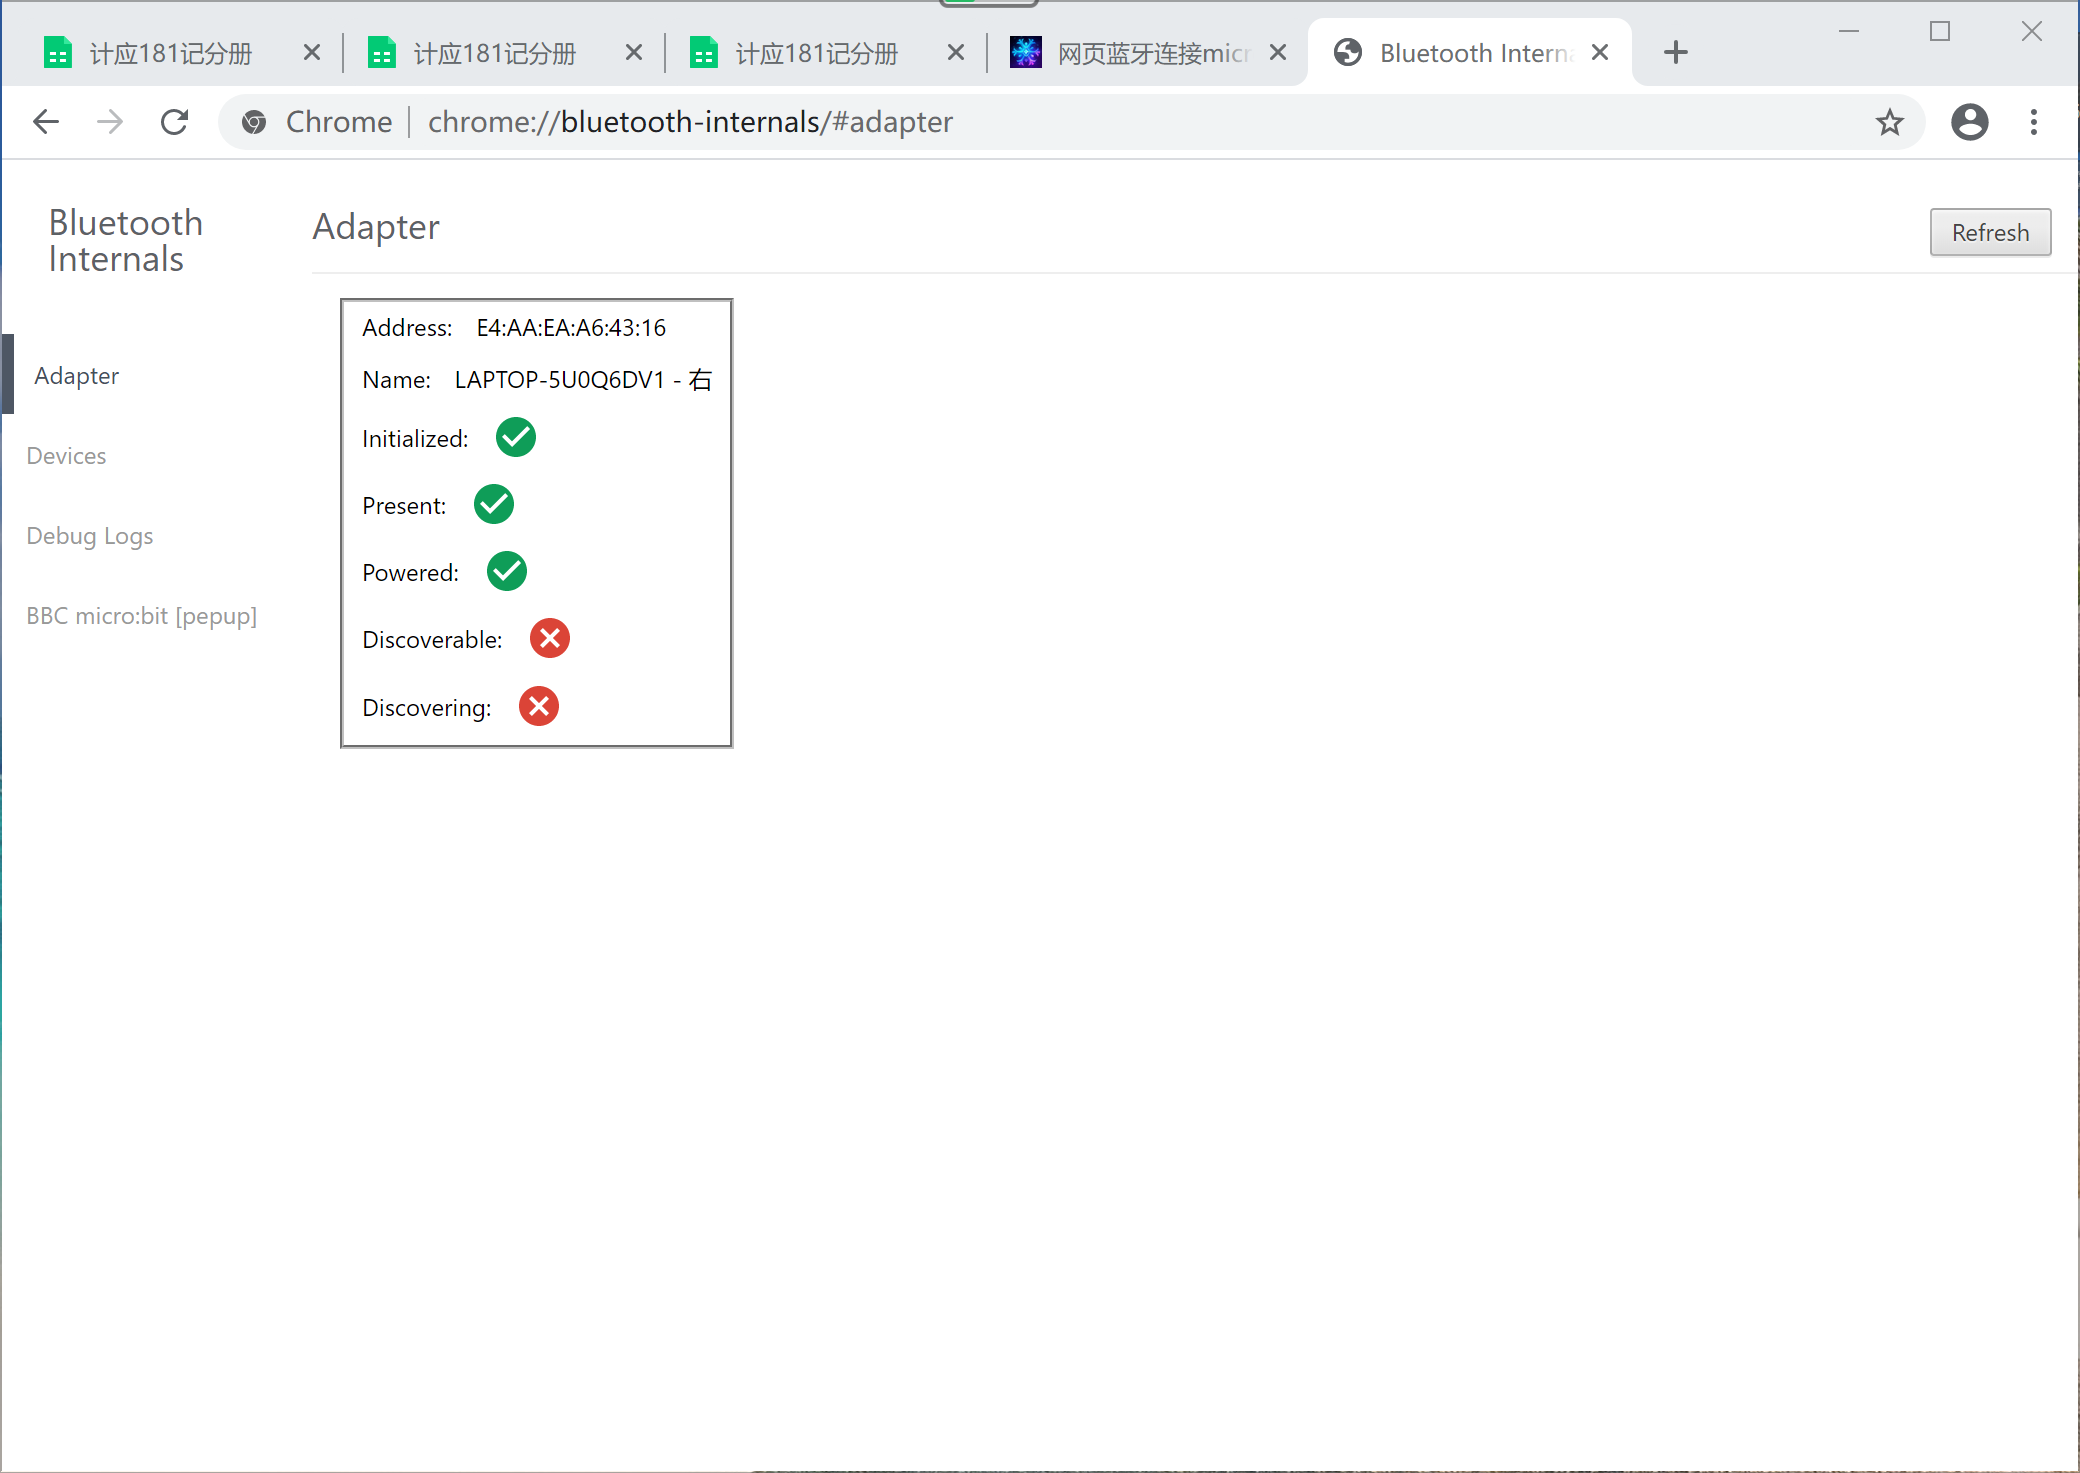 计应181记分册
计应181记分册
计应181记分册
网页蓝牙连接micr
Bluetooth Interna
Chrome
chrome://bluetooth-internals/#adapter
Bluetooth
Internals
Adapter
Refresh
Adapter
Devices
Debug Logs
BBC micro:bit [pepup]
Address: E4:AA:EA:A6:43:16
Name: LAPTOP-5U0Q6DV1 - 右
Initialized:
Present:
Powered:
Discoverable:
Discovering: